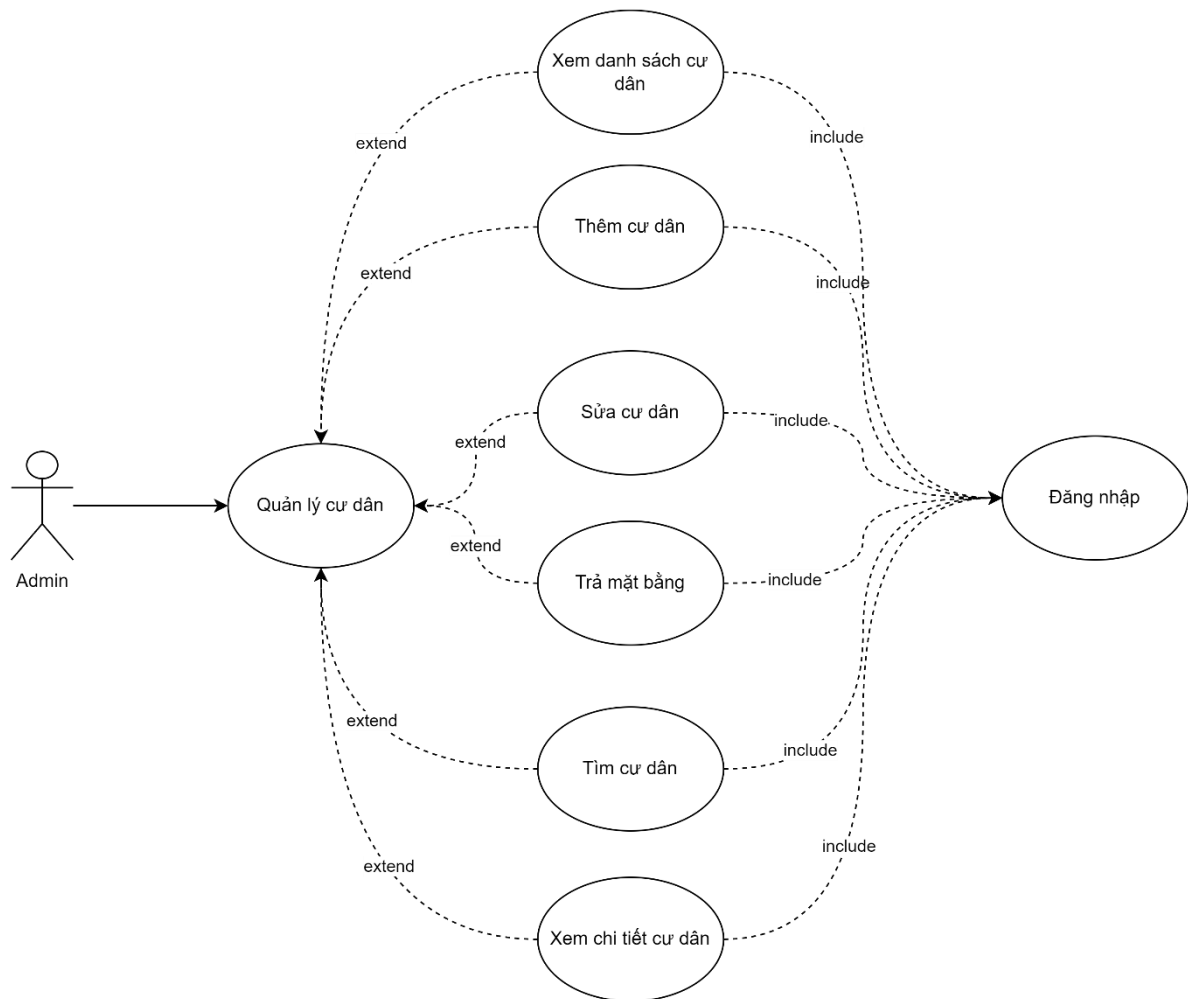 Xem danh sách cư
dân
extend
include
Thêm cư dân
extend
include
Sửa cư dân
extend
include
Admin
Quản lý cư dân
Đăng nhập
extend
Trả mặt bằng
include
extend
Tìm cư dân
include
extend
include
Xem chi tiết cư dân